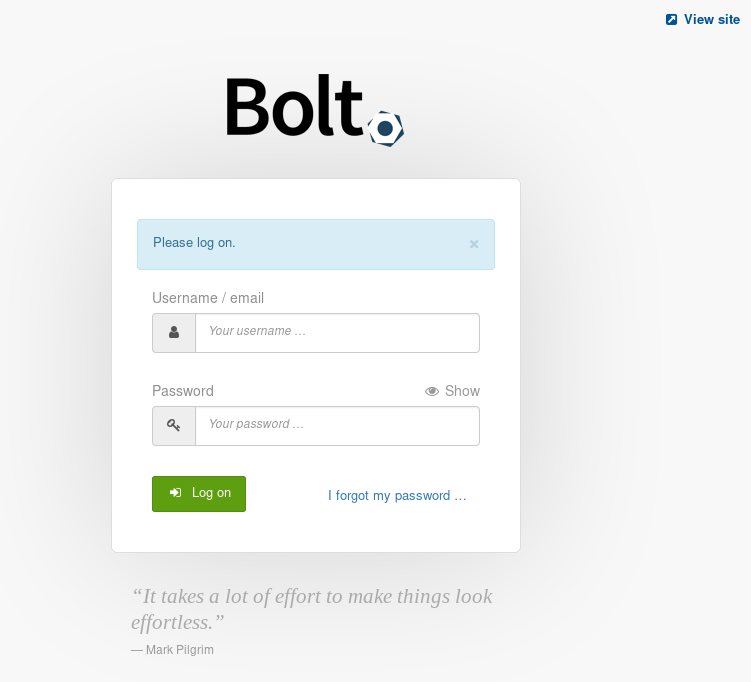 View site
Bolt
Please log on. ×
Username / email
Your username …
Password Show
Your password …
Log on I forgot my password …
“It takes a lot of effort to make things look
effortless.”
— Mark Pilgrim